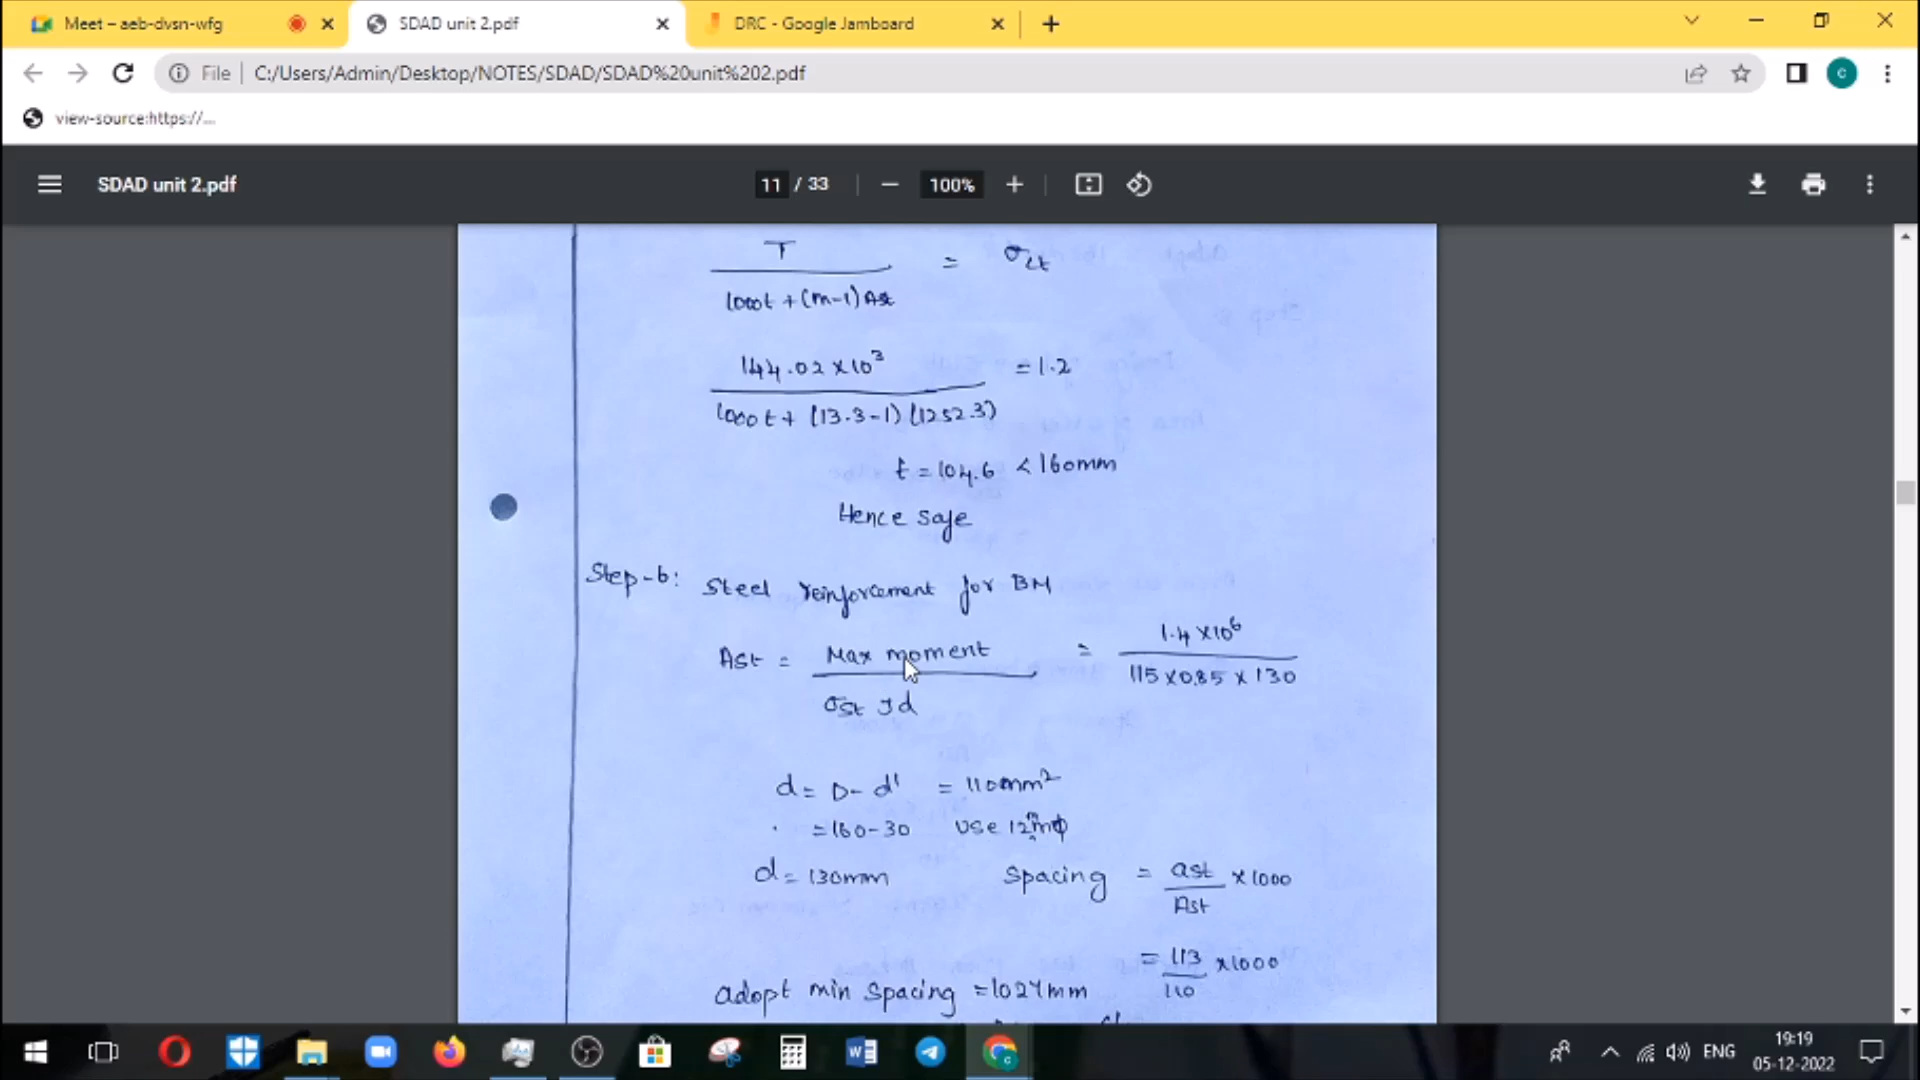 Meet – aeb-dvsn-wfg
SDAD unit 2.pdf
DRC - Google Jamboard
File | C:/Users/Admin/Desktop/NOTES/SDAD/SDAD%20unit%202.pdf
C
view-source:https://...
SDAD unit 2.pdf
11 / 33
100%
T / 1000t + (m-1) Ast = σct
144.02 x 10³ / 1000t + (13.3-1) (1252.3) = 1.2
t = 104.6 < 160mm
Hence safe
Step-6: Steel reinforcement for BM
Ast = Max moment / σst Jd = 1.4 x 10⁶ / 115 x 0.85 x 130
d = D - d' = 110mm²
= 160-30 use 12mmϕ
d = 130mm Spacing = ast / Ast x 1000
= 113 / 110 x 1000
adopt min spacing = 1027mm
ENG
19:19
05-12-2022